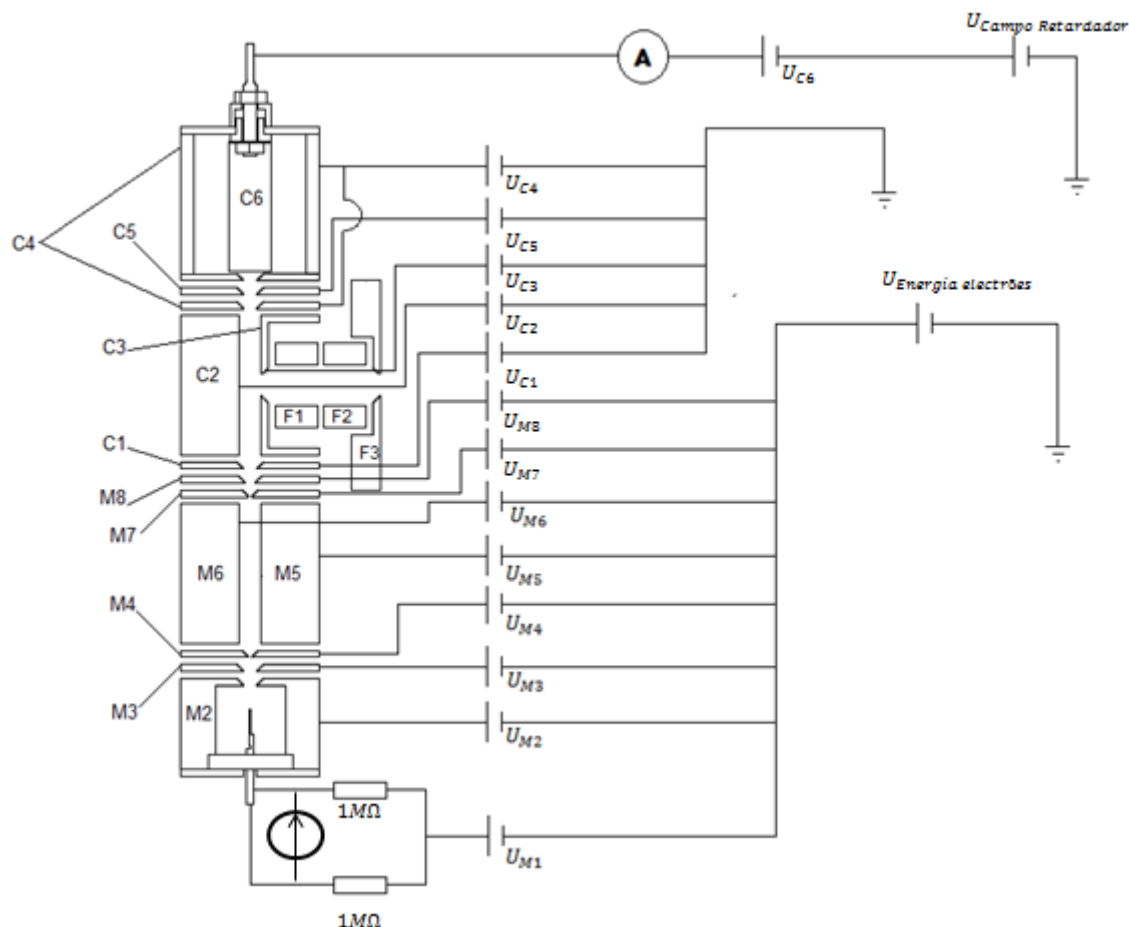 U_Campo Retardador
A
U_C6
U_C4
C6
C4
C5
U_C5
U_C3
U_Energia electrões
U_C2
C3
C2
U_C1
F1
F2
U_M8
C1
F3
M8
U_M7
M7
U_M6
M6
M5
U_M5
M4
U_M4
U_M3
M3
M2
U_M2
1MΩ
U_M1
1MΩ